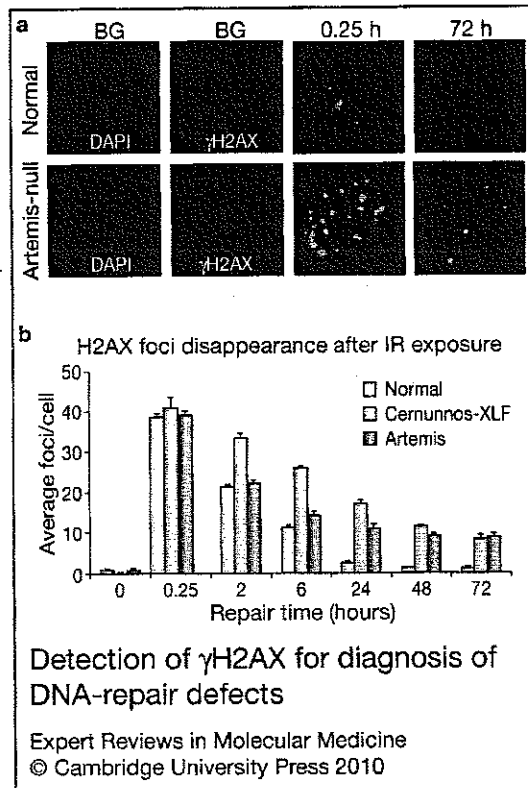 a
BG BG 0.25 h 72 h
Normal
DAPI γH2AX
Artemis-null
DAPI γH2AX
b
H2AX foci disappearance after IR exposure
Average foci/cell
50
40
30
20
10
0
Normal
Cernunnos-XLF
Artemis
0 0.25 2 6 24 48 72
Repair time (hours)
Detection of γH2AX for diagnosis of
DNA-repair defects
Expert Reviews in Molecular Medicine
© Cambridge University Press 2010